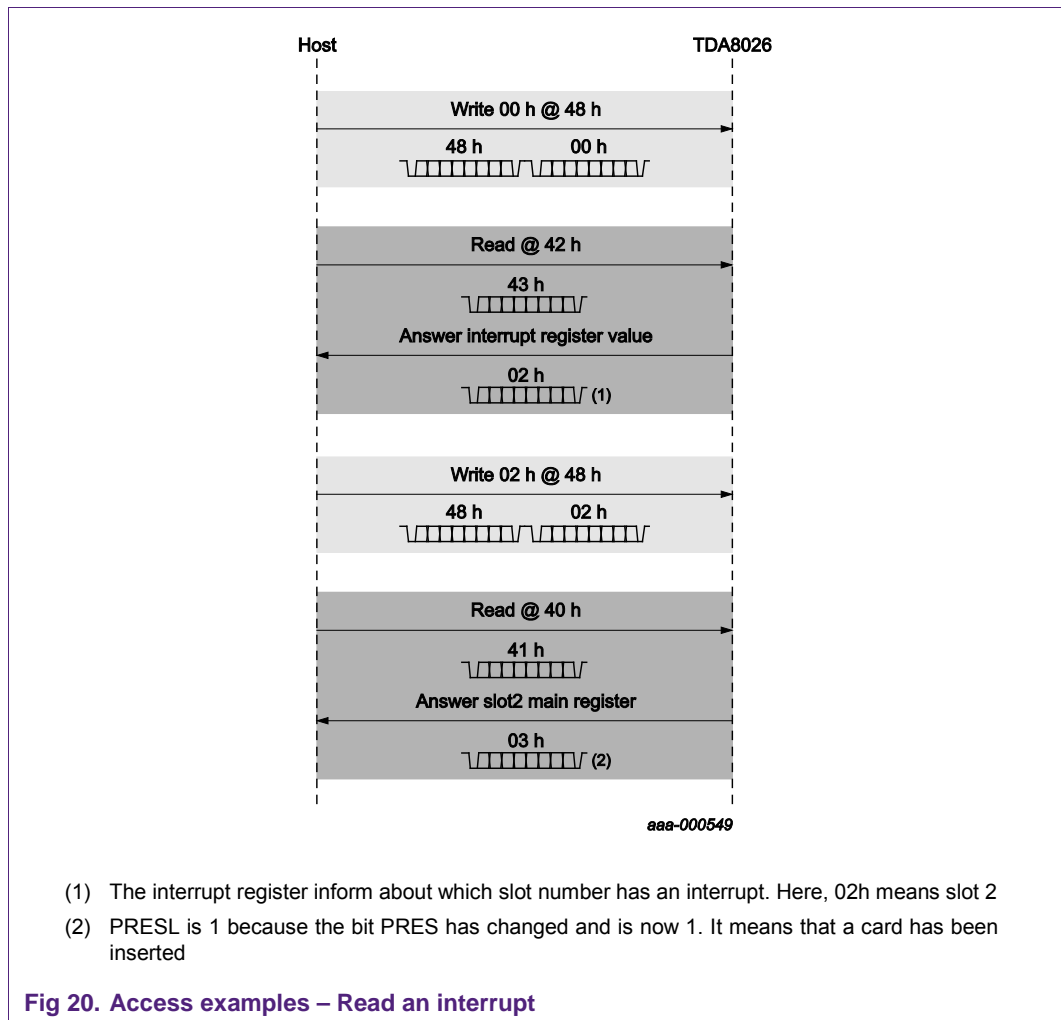 Host TDA8026
Write 00 h @ 48 h
48 h 00 h
Read @ 42 h
43 h
Answer interrupt register value
02 h
(1)
Write 02 h @ 48 h
48 h 02 h
Read @ 40 h
41 h
Answer slot2 main register
03 h
(2)
aaa-000549
(1) The interrupt register inform about which slot number has an interrupt. Here, 02h means slot 2
(2) PRESL is 1 because the bit PRES has changed and is now 1. It means that a card has been
inserted
Fig 20. Access examples – Read an interrupt